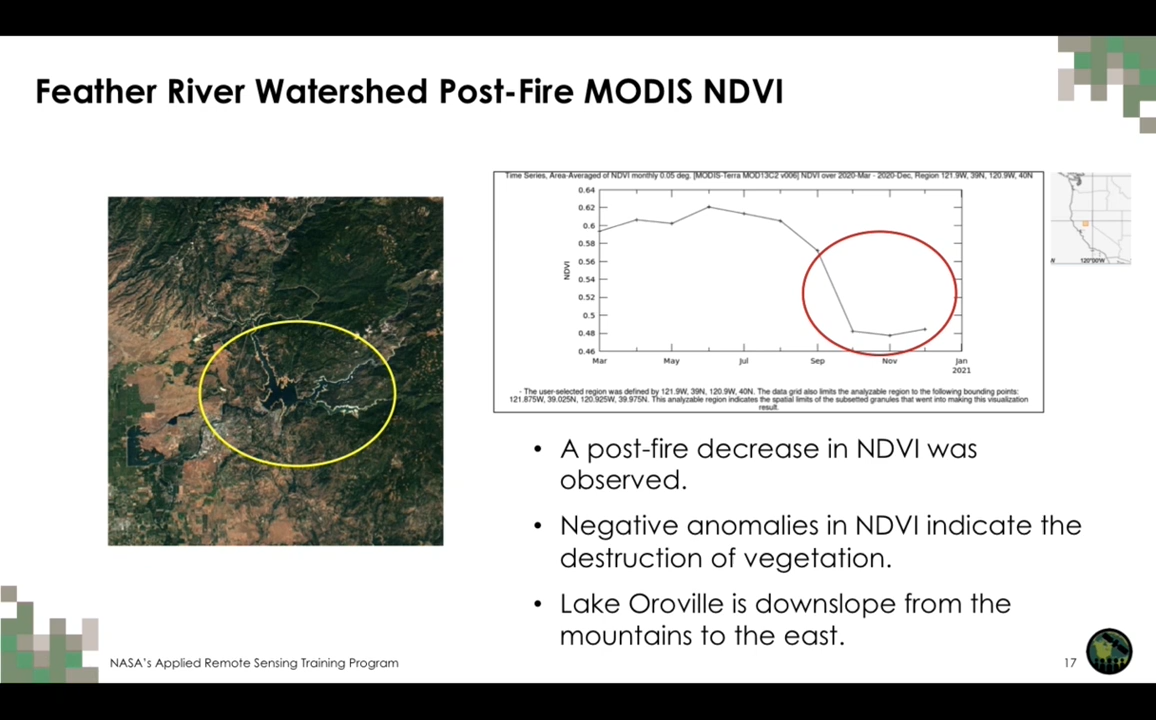 Feather River Watershed Post-Fire MODIS NDVI
Time Series, Area-Averaged of NDVI monthly 0.05 deg. [MODIS-Terra MOD13C2 v006] NDVI over 2020-Mar - 2020-Dec, Region 121.9W, 39N, 120.9W, 40N
0.64
0.62
0.6
0.58
0.56
0.54
0.52
0.5
0.48
0.46
NDVI
Mar May Jul Sep Nov Jan
2021
N 120°00'W
- The user-selected region was defined by 121.9W, 39N, 120.9W, 40N. The data grid also limits the analyzable region to the following bounding points:
121.875W, 39.025N, 120.925W, 39.975N. This analyzable region indicates the spatial limits of the subsetted granules that went into making this visualization
result.
• A post-fire decrease in NDVI was
observed.
• Negative anomalies in NDVI indicate the
destruction of vegetation.
• Lake Oroville is downslope from the
mountains to the east.
NASA's Applied Remote Sensing Training Program
17